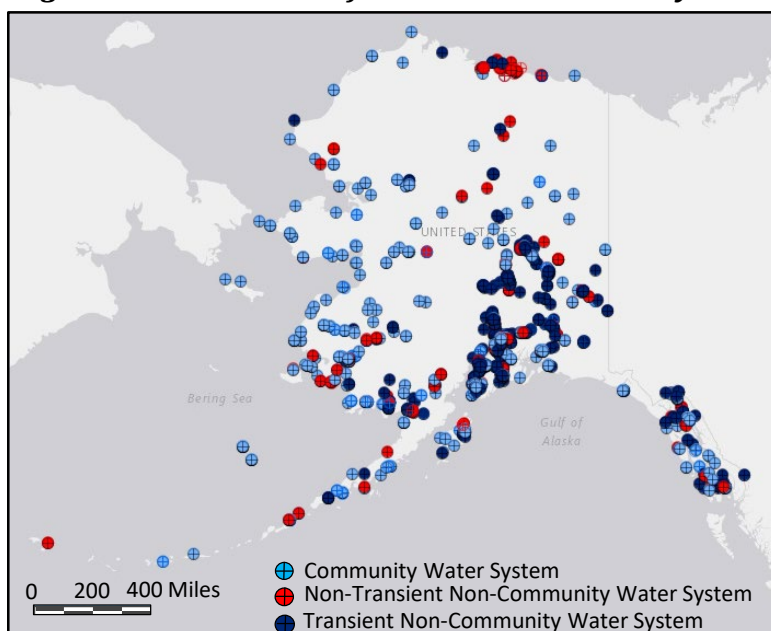 UNITED STATES
Bering Sea
Gulf of
Alaska
Community Water System
Non-Transient Non-Community Water System
Transient Non-Community Water System
0 200 400 Miles